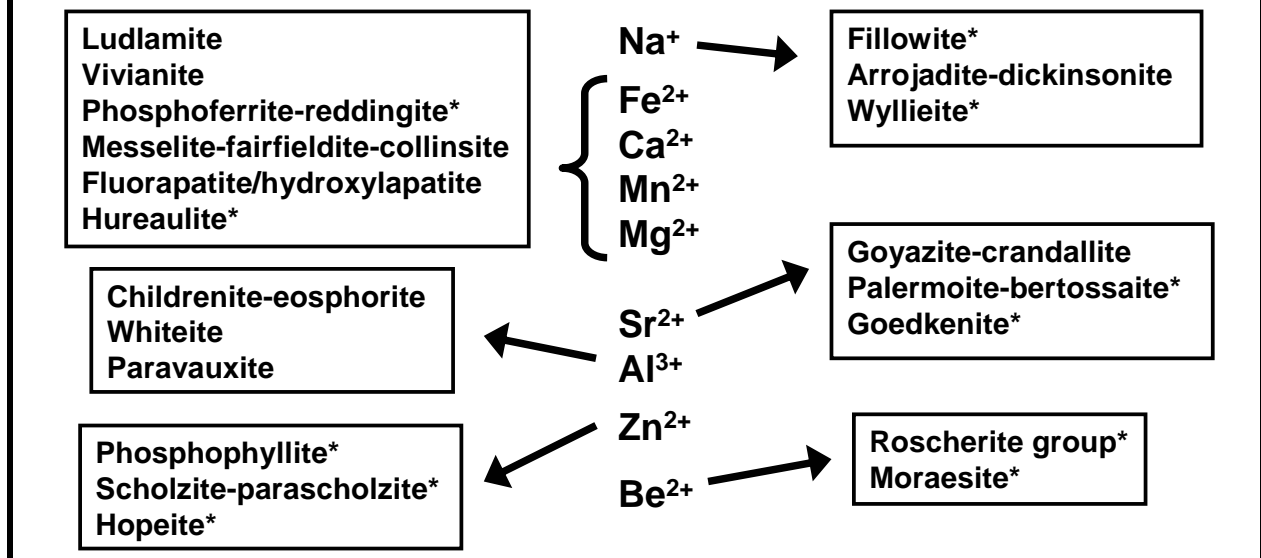 Ludlamite
Vivianite
Phosphoferrite-reddingite*
Messelite-fairfieldite-collinsite
Fluorapatite/hydroxylapatite
Hureaulite*
Childrenite-eosphorite
Whiteite
Paravauxite
Phosphophyllite*
Scholzite-parascholzite*
Hopeite*
Na⁺
Fe²⁺
Ca²⁺
Mn²⁺
Mg²⁺
Sr²⁺
Al³⁺
Zn²⁺
Be²⁺
Fillowite*
Arrojadite-dickinsonite
Wyllieite*
Goyazite-crandallite
Palermoite-bertossaite*
Goedkenite*
Roscherite group*
Moraesite*